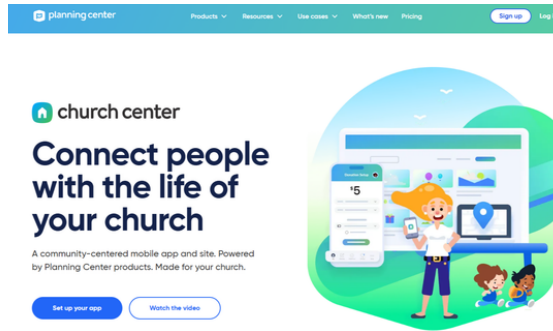 planning center
Products Resources Use cases What's new Pricing Sign up Log
church center
Connect people
with the life of
your church
A community-centered mobile app and site. Powered
by Planning Center products. Made for your church.
Set up your app Watch the video
$5